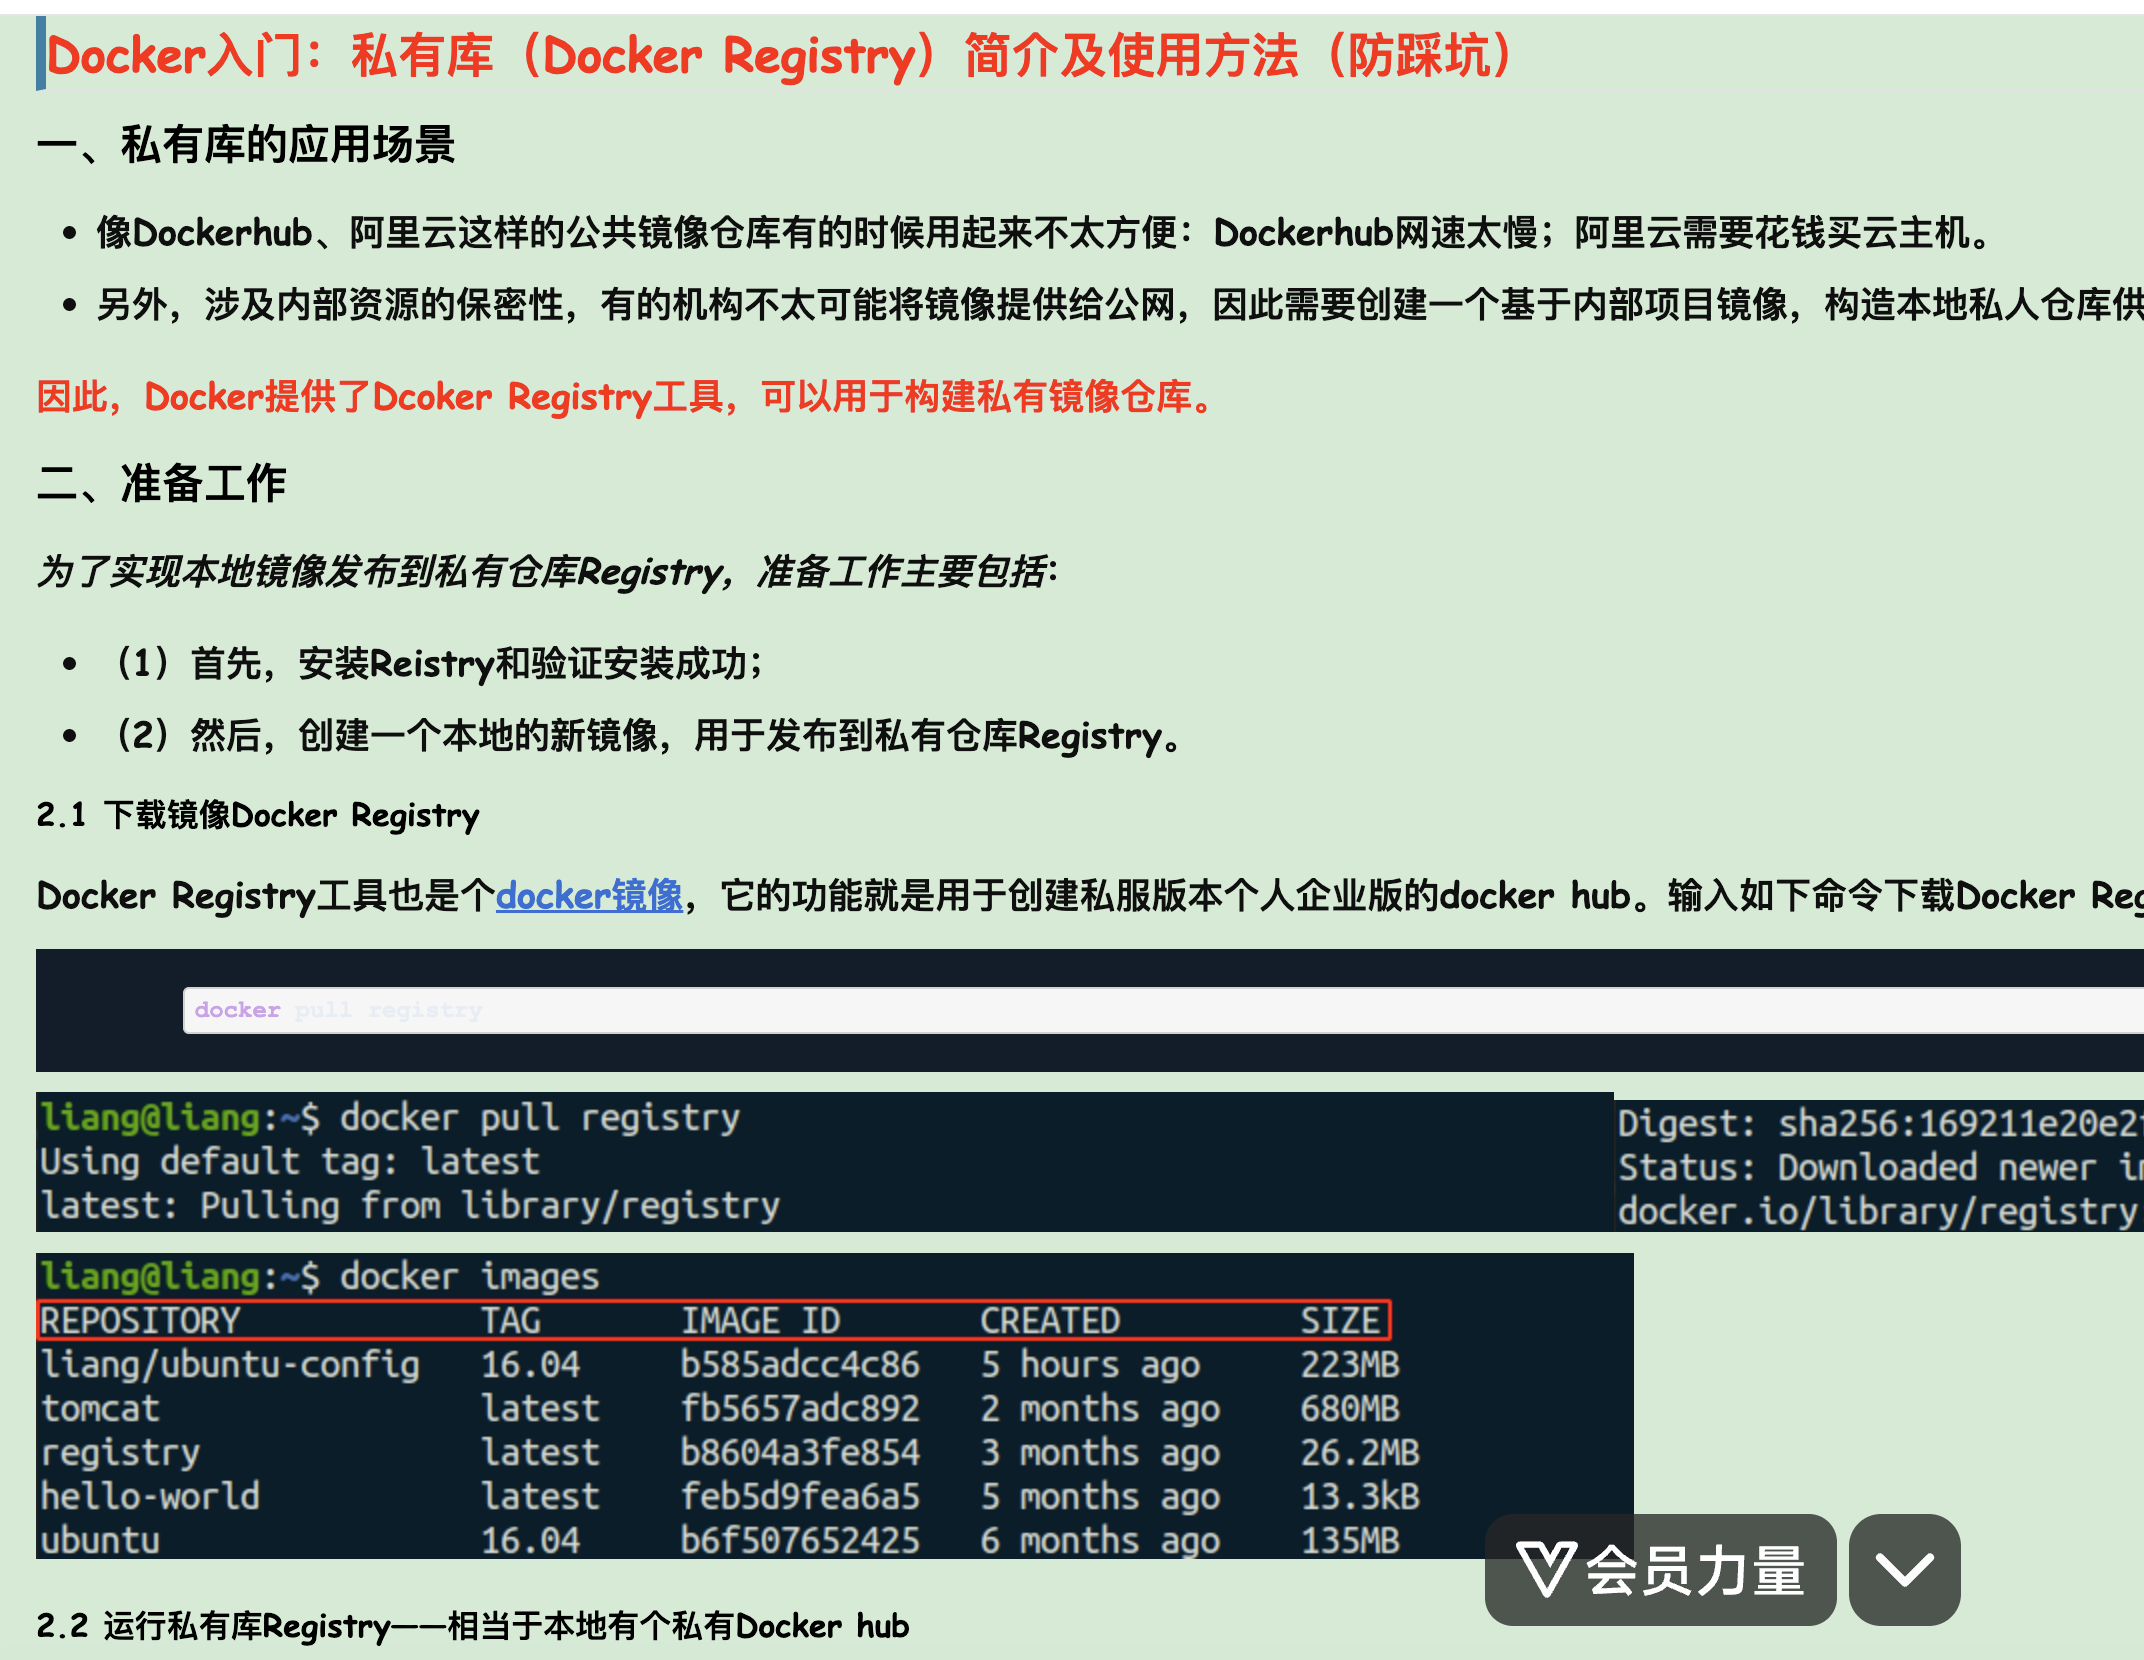 Docker入门：私有库（Docker Registry）简介及使用方法（防踩坑）
一、私有库的应用场景
像Dockerhub、阿里云这样的公共镜像仓库有的时候用起来不太方便：Dockerhub网速太慢；阿里云需要花钱买云主机。
另外，涉及内部资源的保密性，有的机构不太可能将镜像提供给公网，因此需要创建一个基于内部项目镜像，构造本地私人仓库供
因此，Docker提供了Dcoker Registry工具，可以用于构建私有镜像仓库。
二、准备工作
为了实现本地镜像发布到私有仓库Registry，准备工作主要包括：
（1）首先，安装Reistry和验证安装成功；
（2）然后，创建一个本地的新镜像，用于发布到私有仓库Registry。
2.1 下载镜像Docker Registry
Docker Registry工具也是个docker镜像，它的功能就是用于创建私服版本个人企业版的docker hub。输入如下命令下载Docker Reg
docker pull registry
liang@liang:~$ docker pull registry
Using default tag: latest
latest: Pulling from library/registry
Digest: sha256:169211e20e2
Status: Downloaded newer
docker.io/library/registry
liang@liang:~$ docker images
REPOSITORY TAG IMAGE ID CREATED SIZE
liang/ubuntu-config 16.04 b585adcc4c86 5 hours ago 223MB
tomcat latest fb5657adc892 2 months ago 680MB
registry latest b8604a3fe854 3 months ago 26.2MB
hello-world latest feb5d9fea6a5 5 months ago 13.3kB
ubuntu 16.04 b6f507652425 6 months ago 135MB
会员力量
2.2 运行私有库Registry——相当于本地有个私有Docker hub